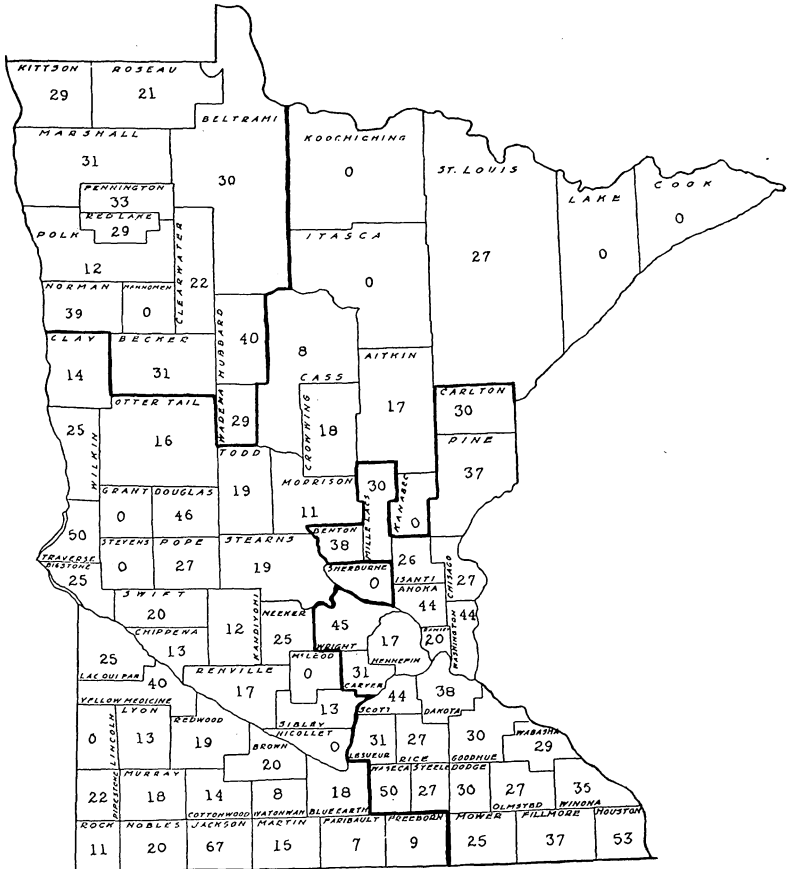 KITTSON
29
ROSEAU
21
BELTRAMI
30
KOOCHICHING
0
ST. LOUIS
27
LAKE
0
COOK
0
MARSHALL
31
PENNINGTON
33
RED LAKE
29
POLK
12
CLEARWATER
22
ITASCA
0
NORMAN
39
MAHNOMEN
0
HUBBARD
40
CASS
8
CLAY
14
BECKER
31
AITKIN
17
CARLTON
30
WADENA
29
CROW WING
18
WILKIN
25
OTTER TAIL
16
PINE
37
TODD
19
MORRISON
11
MILLE LACS
30
KANABEC
0
GRANT
0
DOUGLAS
46
TRAVERSE
50
STEVENS
0
POPE
27
STEARNS
19
BENTON
38
BIGSTONE
25
SHERBURNE
0
ISANTI
26
CHISAGO
27
SWIFT
20
KANDIYOHI
12
MEEKER
25
WRIGHT
45
ANOKA
44
WASHINGTON
44
CHIPPEWA
13
HENNEPIN
17
20
LAC QUI PAR
25
YELLOW MEDICINE
40
RENVILLE
17
McLEOD
0
CARVER
31
SCOTT
44
DAKOTA
38
SIBLEY
13
LINCOLN
0
LYON
13
REDWOOD
19
BROWN
20
NICOLLET
0
LESUEUR
31
RICE
27
GOODHUE
30
WABASHA
29
PIPESTONE
22
MURRAY
18
COTTONWOOD
14
WATONWAN
8
BLUE EARTH
18
WASECA
50
STEELE
27
DODGE
30
OLMSTED
27
WINONA
35
ROCK
11
NOBLES
20
JACKSON
67
MARTIN
15
FARIBAULT
7
FREEBORN
9
MOWER
25
FILLMORE
37
HOUSTON
53